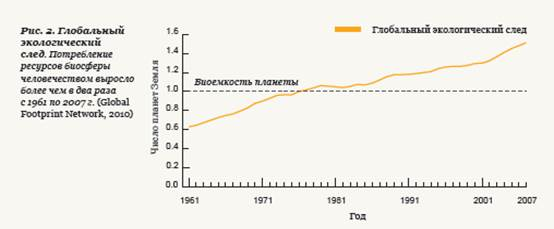 Рис. 2. Глобальный
экологический
след. Потребление
ресурсов биосферы
человечеством выросло
более чем в два раза
с 1961 по 2007 г. (Global
Footprint Network, 2010)
Глобальный экологический след
Число планет Земля
1.6
1.4
1.2
1.0
0.8
0.6
0.4
0.2
0.0
Биоемкость планеты
1961
1971
1981
1991
2001
2007
Год